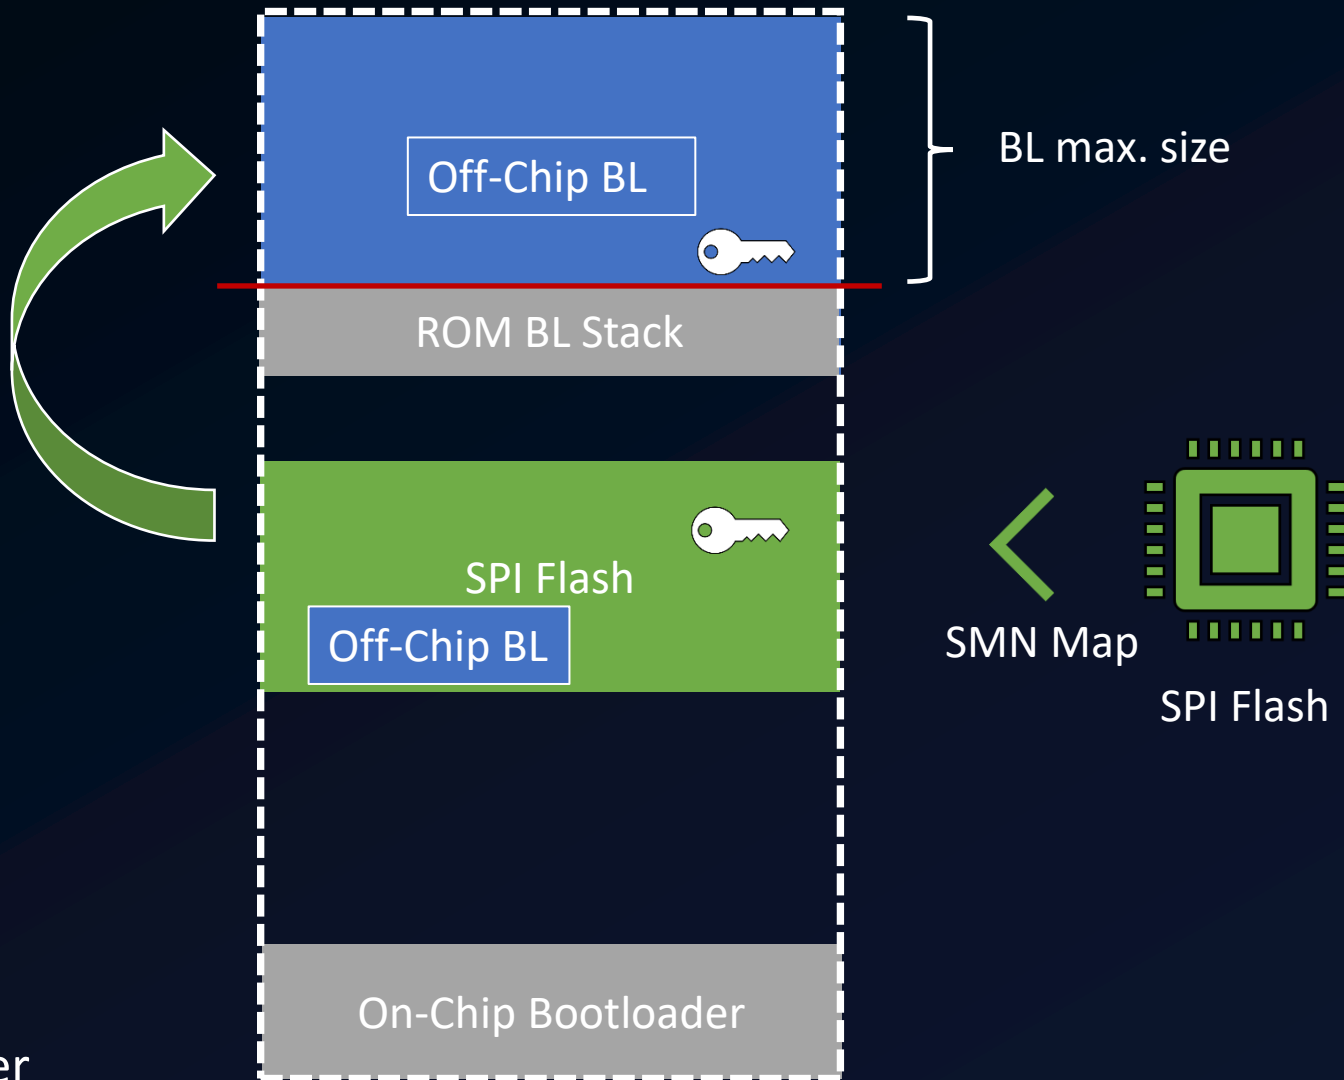 Off-Chip BL
BL max. size
ROM BL Stack
SPI Flash
Off-Chip BL
SMN Map
SPI Flash
On-Chip Bootloader
er